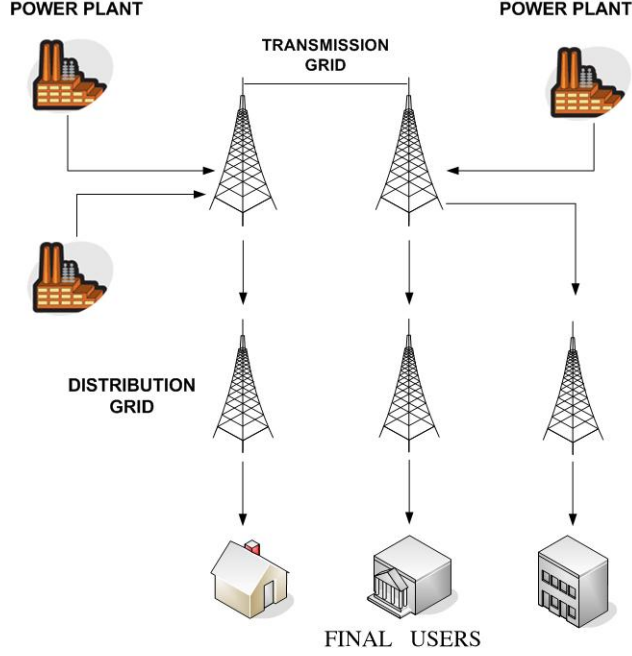 POWER PLANT
POWER PLANT
TRANSMISSION
GRID
DISTRIBUTION
GRID
FINAL USERS